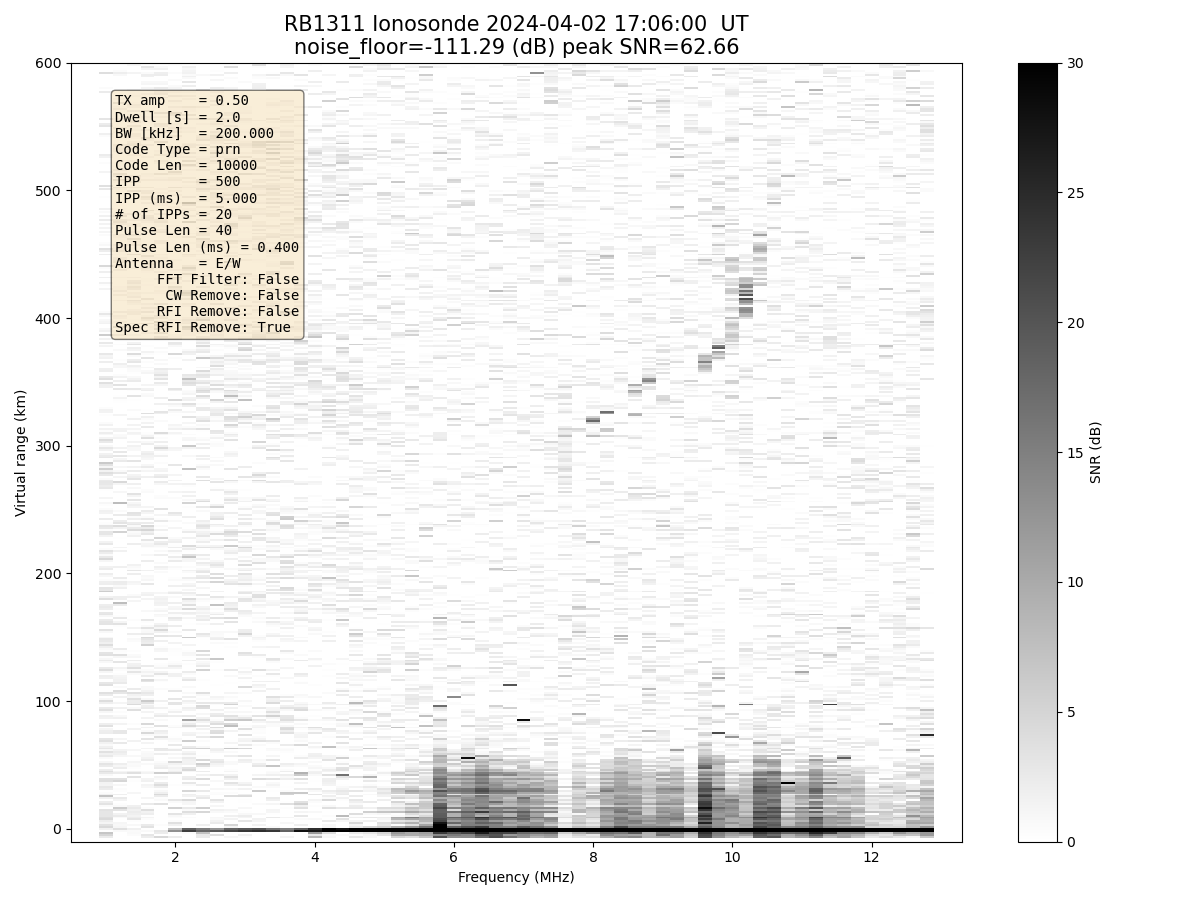 RB1311 Ionosonde 2024-04-02 17:06:00  UT
noise_floor=-111.29 (dB) peak SNR=62.66
600
500
400
300
200
100
0
Virtual range (km)
TX amp    = 0.50
Dwell [s] = 2.0
BW [kHz]  = 200.000
Code Type = prn
Code Len  = 10000
IPP       = 500
IPP (ms)  = 5.000
# of IPPs = 20
Pulse Len = 40
Pulse Len (ms) = 0.400
Antenna   = E/W
     FFT Filter: False
      CW Remove: False
     RFI Remove: False
Spec RFI Remove: True
2 4 6 8 10 12
Frequency (MHz)
30
25
20
15
10
5
0
SNR (dB)